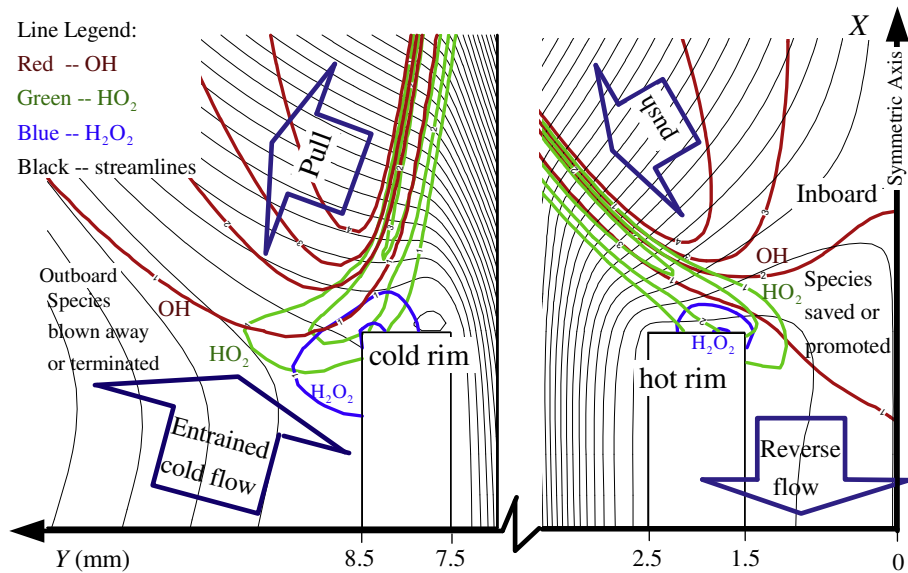 Line Legend:
Red -- OH
Green -- HO₂
Blue -- H₂O₂
Black -- streamlines
Pull
push
X
Symmetric Axis
Inboard
Outboard
Species
blown away
or terminated
OH
HO₂
H₂O₂
cold rim
Entrained
cold flow
OH
HO₂
Species
saved or
promoted
H₂O₂
hot rim
Reverse
flow
Y (mm)
8.5
7.5
2.5
1.5
0